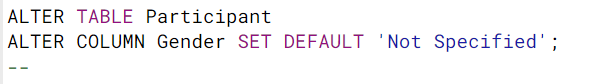 ALTER TABLE Participant
ALTER COLUMN Gender SET DEFAULT 'Not Specified';
--